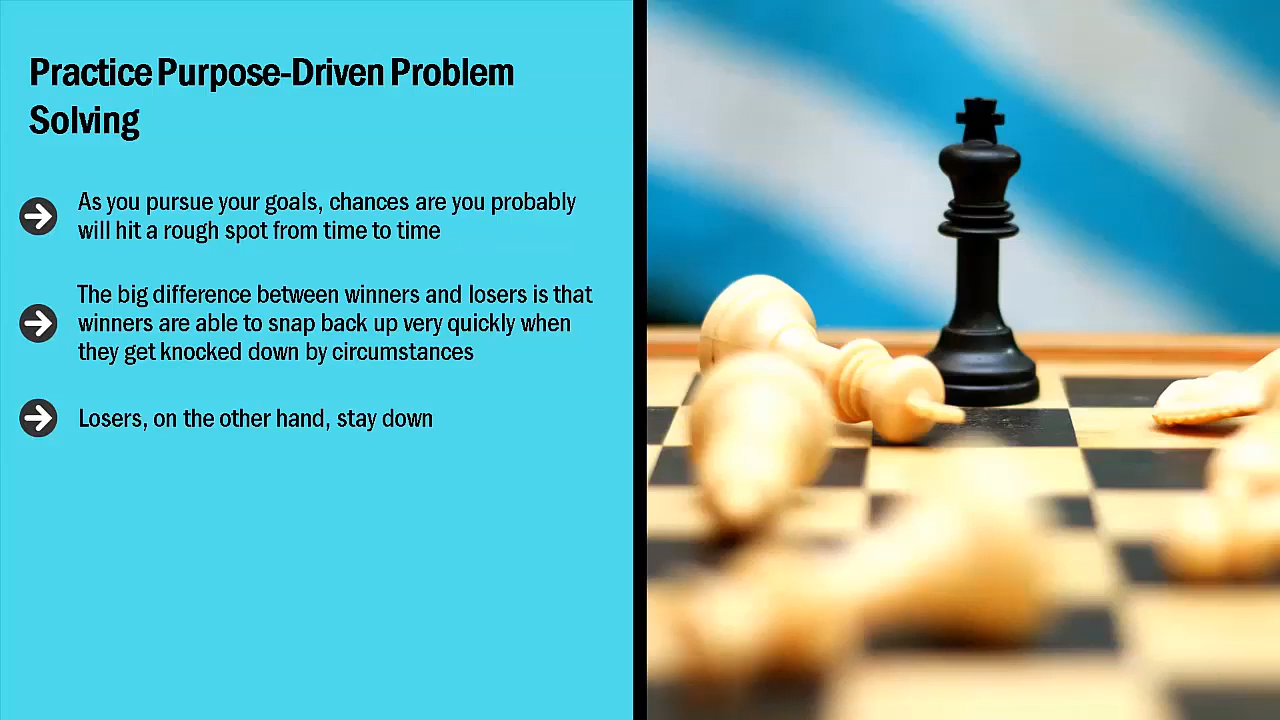 Practice Purpose-Driven Problem
Solving
As you pursue your goals, chances are you probably
will hit a rough spot from time to time
The big difference between winners and losers is that
winners are able to snap back up very quickly when
they get knocked down by circumstances
Losers, on the other hand, stay down